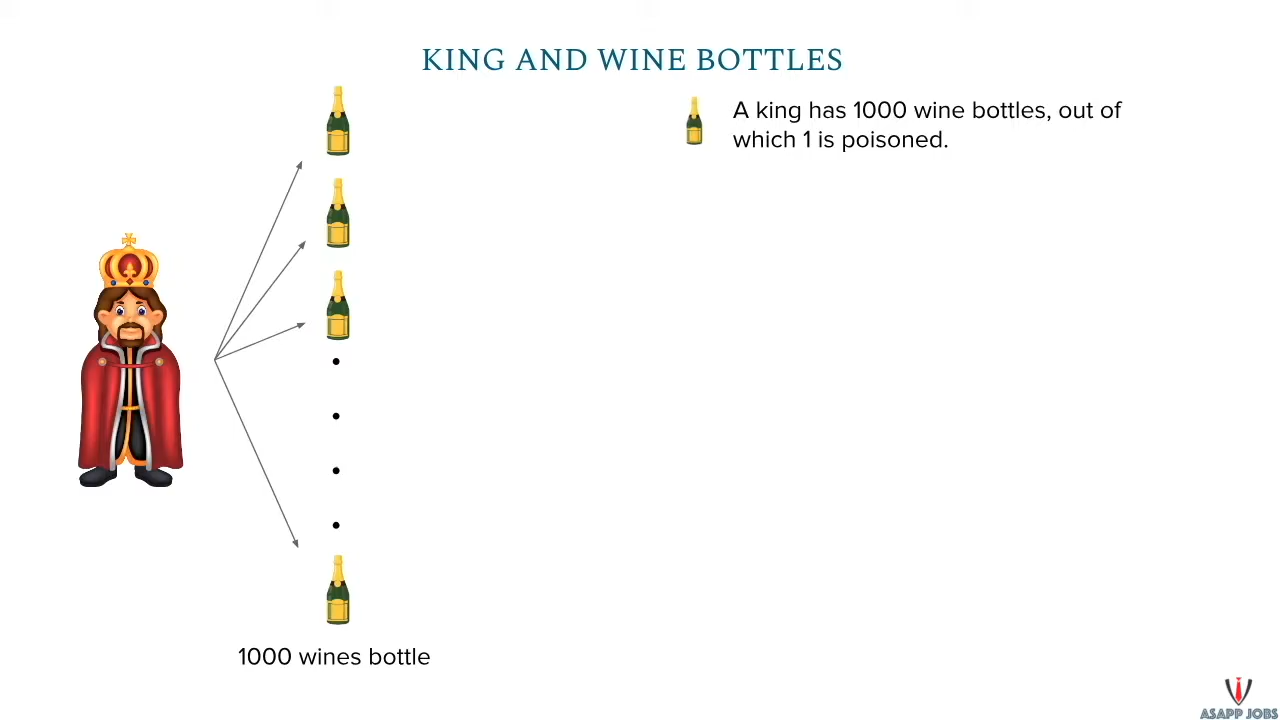 KING AND WINE BOTTLES
A king has 1000 wine bottles, out of
which 1 is poisoned.
1000 wines bottle
ASAPP JOBS